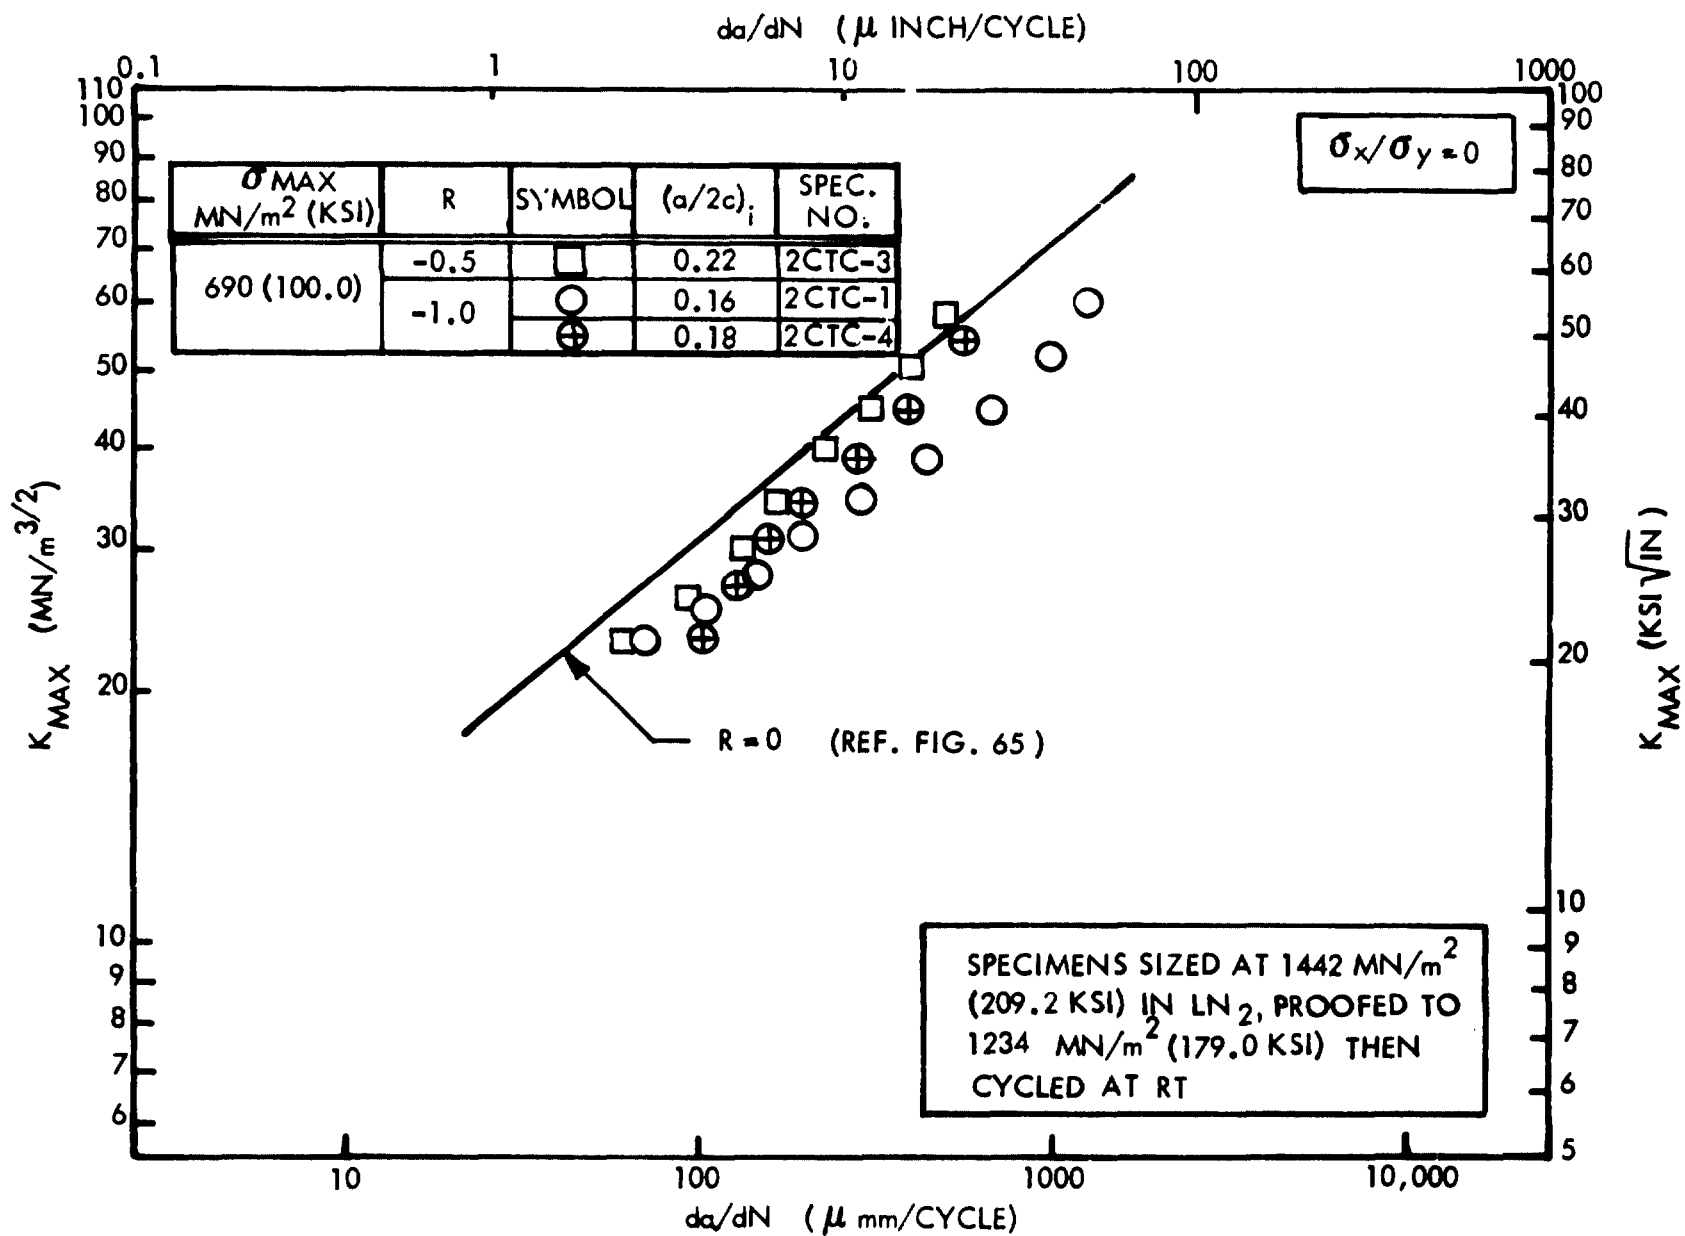 da/dN (μ INCH/CYCLE)
0.1 1 10 100 1000
110
100
90
80
70
60
50
40
30
20
10
9
8
7
6
K MAX (MN/m 3/2)
σ MAX MN/m2 (KSI) R SYMBOL (a/2c)i SPEC. NO.
690 (100.0) -0.5 0.22 2CTC-3
-1.0 0.16 2CTC-1
0.18 2CTC-4
σx/σy = 0
R = 0 (REF. FIG. 65)
SPECIMENS SIZED AT 1442 MN/m2
(209.2 KSI) IN LN2, PROOFED TO
1234 MN/m2 (179.0 KSI) THEN
CYCLED AT RT
100
90
80
70
60
50
40
30
20
10
9
8
7
6
5
K MAX (KSI √IN)
10 100 1000 10,000
da/dN (μ mm/CYCLE)